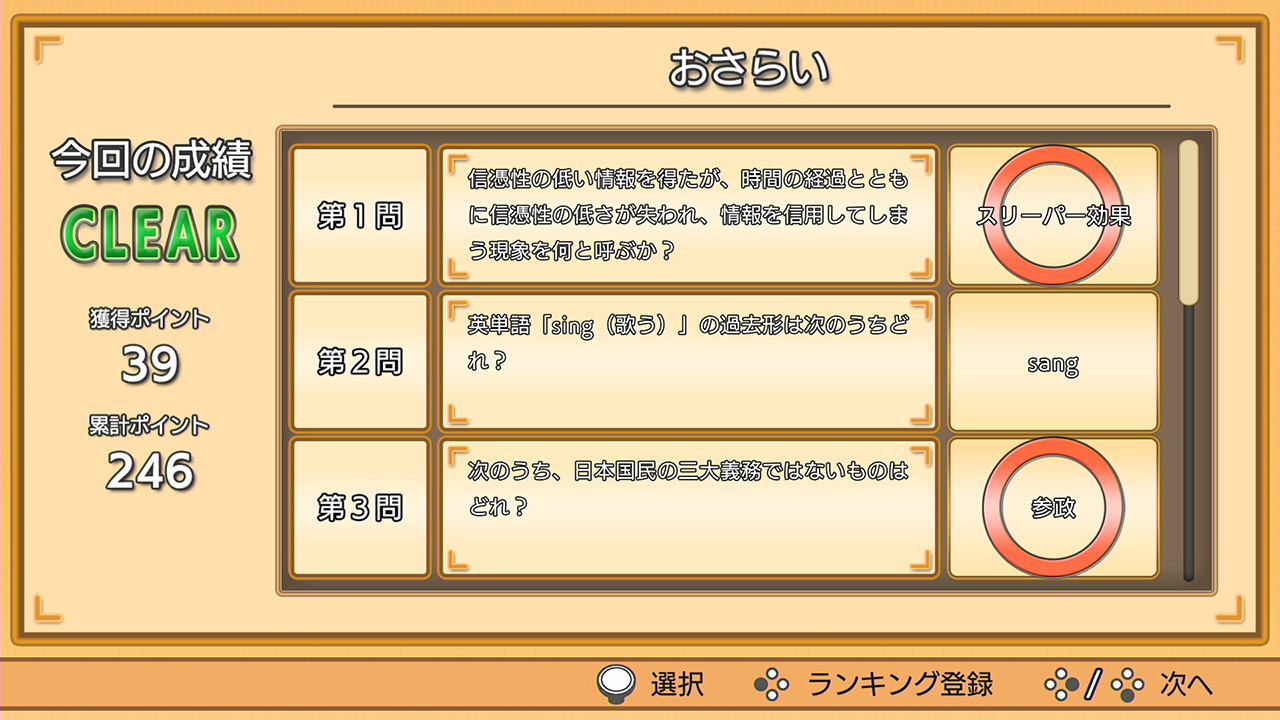 おさらい
今回の成績
CLEAR
獲得ポイント
39
累計ポイント
246
第1問
信憑性の低い情報を得たが、時間の経過ととも
に信憑性の低さが失われ、情報を信用してしま
う現象を何と呼ぶか？
スリーパー効果
第2問
英単語「sing（歌う）」の過去形は次のうちど
れ？
sang
第3問
次のうち、日本国民の三大義務ではないものは
どれ？
参政
選択 ランキング登録 / 次へ